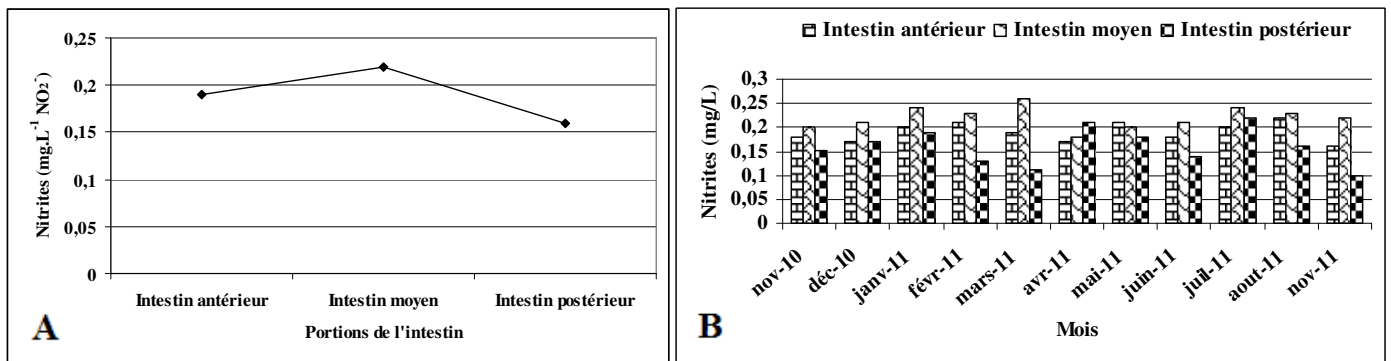 0,25
0,2
0,15
0,1
0,05
0
Nitrites (mg.L⁻¹ NO₂⁻)
Intestin antérieur
Intestin moyen
Intestin postérieur
Portions de l'intestin
A
Intestin antérieur
Intestin moyen
Intestin postérieur
0,3
0,25
0,2
0,15
0,1
0,05
0
Nitrites (mg/L)
nov-10
déc-10
janv-11
févr-11
mars-11
avr-11
mai-11
juin-11
juil-11
aout-11
nov-11
Mois
B